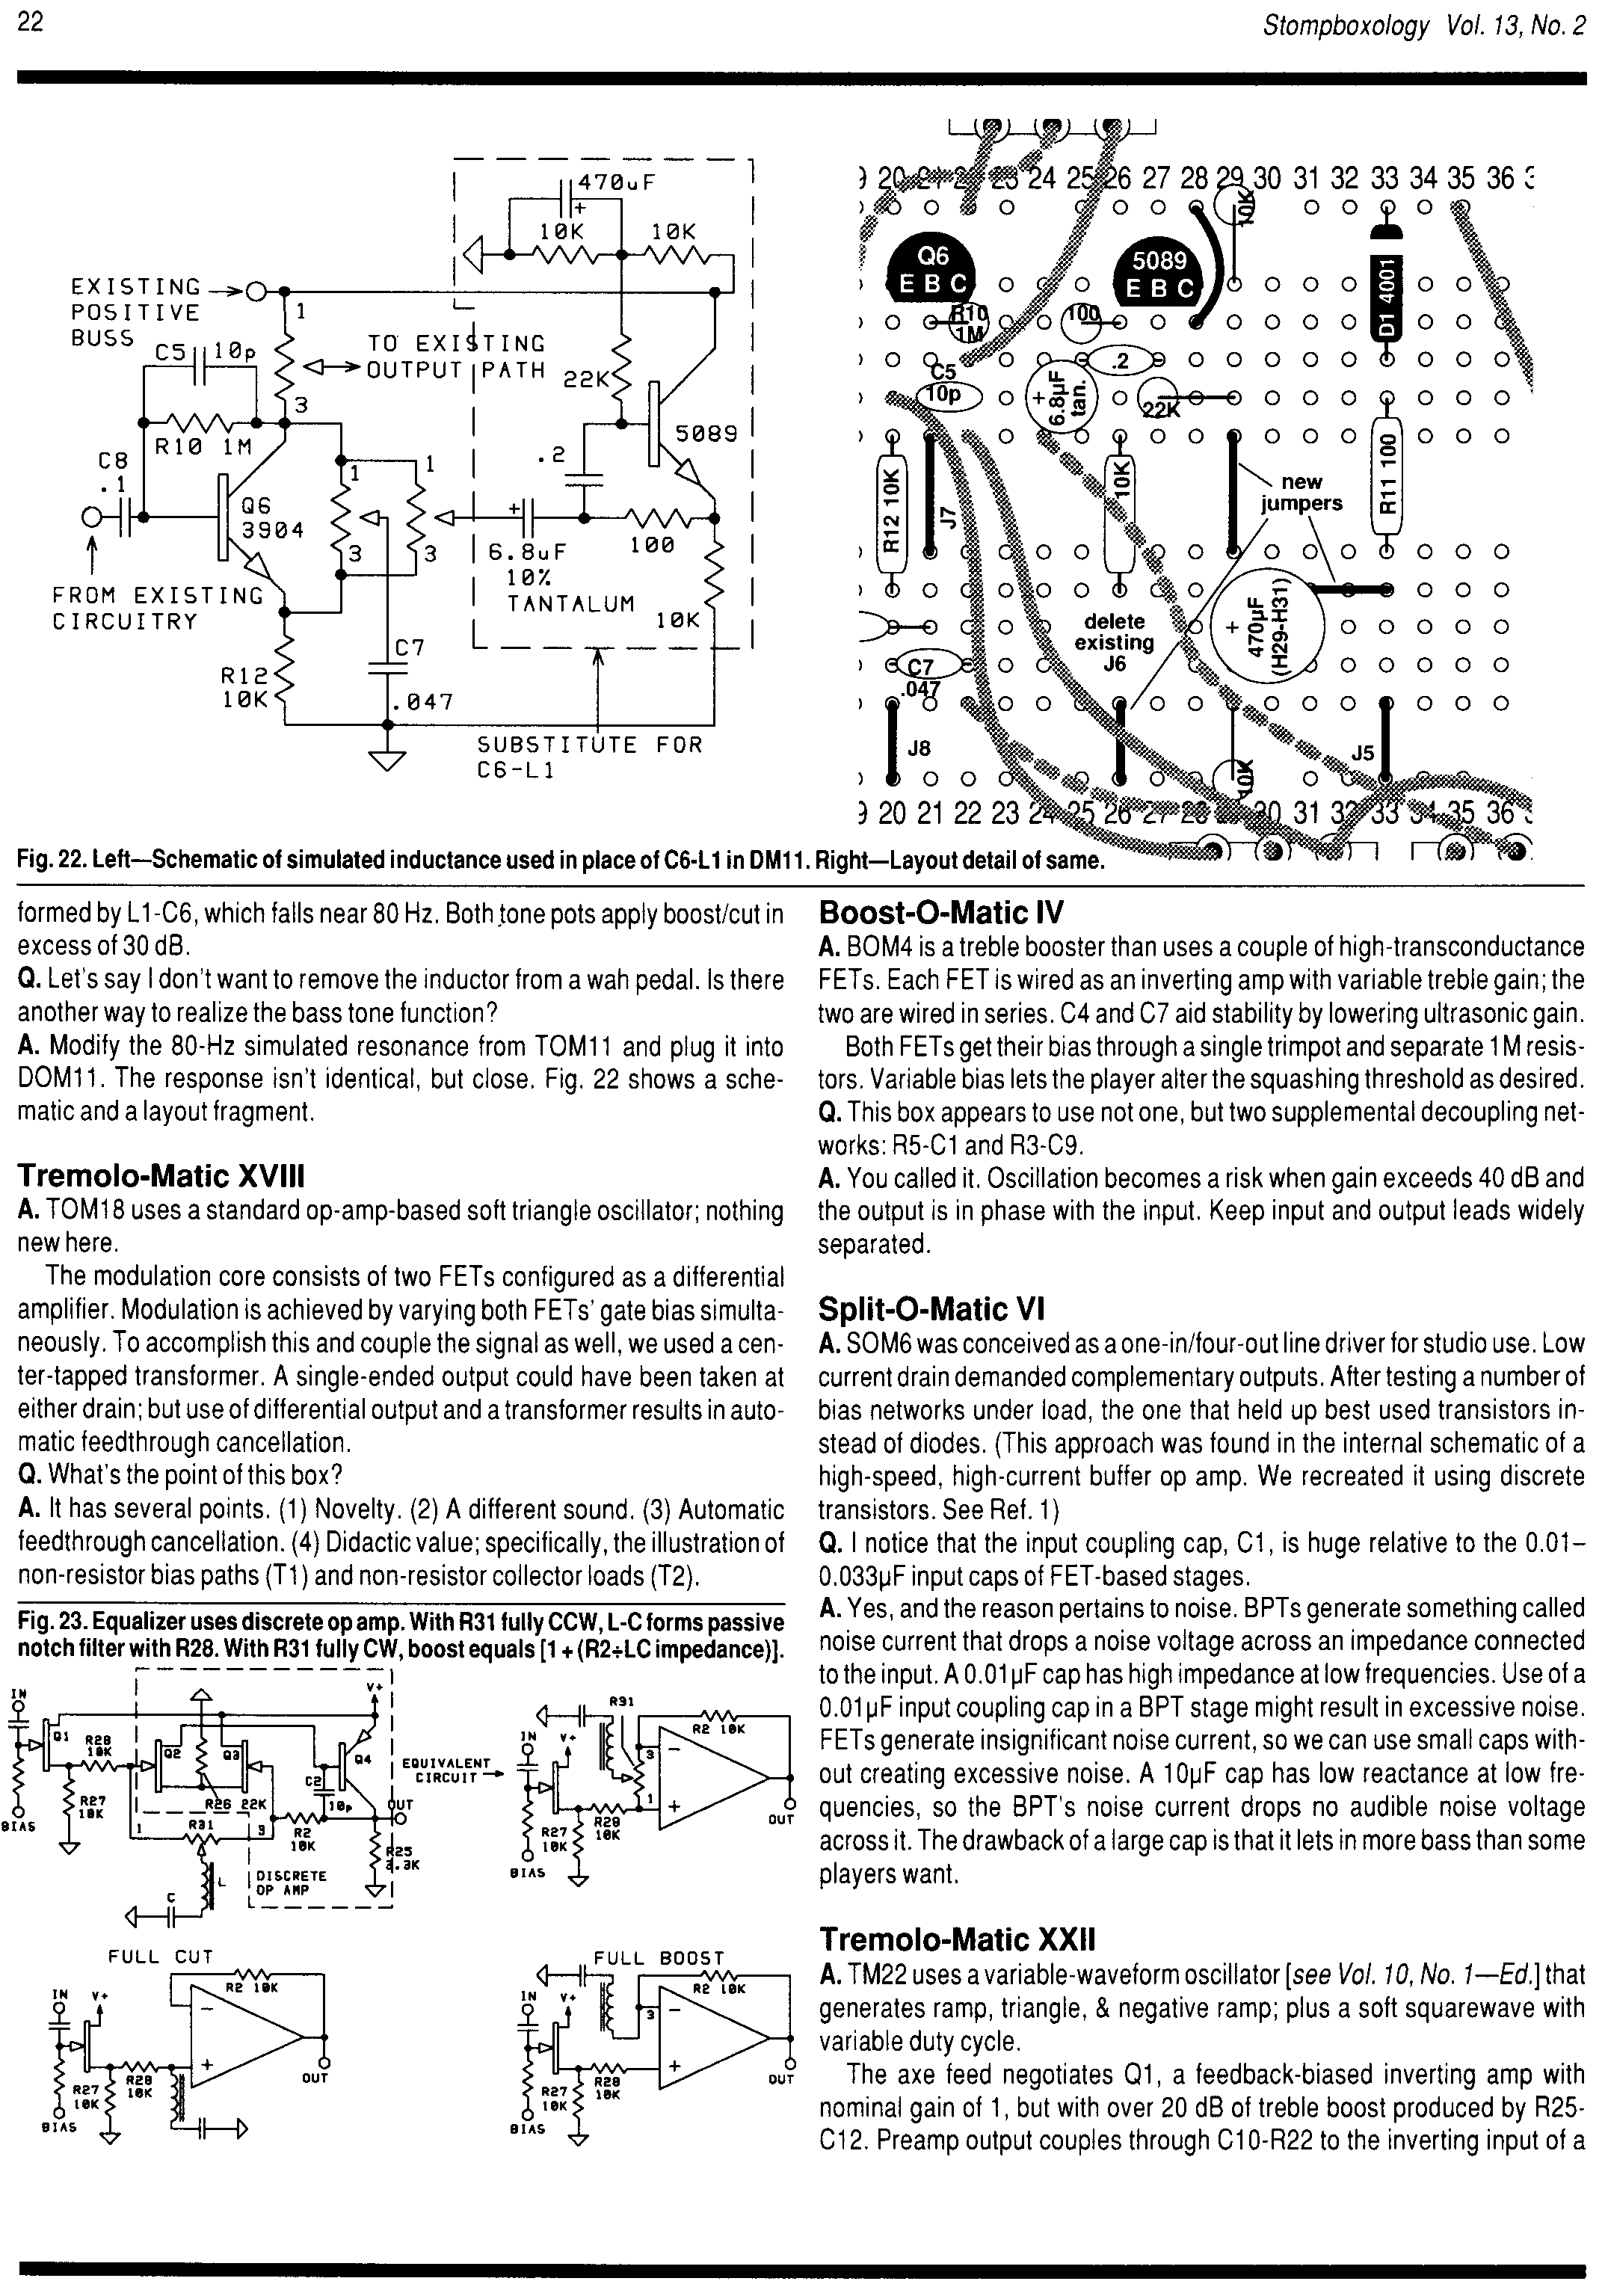 22
Stompboxology Vol. 13, No. 2
470uF
+
10K
10K
EXISTING
POSITIVE
BUSS
1
C5
10p
TO EXISTING
OUTPUT PATH
22K
3
R10 1M
5089
C8
.1
.2
1
1
Q6
3904
+
3
3
6.8uF
10%
TANTALUM
100
FROM EXISTING
CIRCUITRY
10K
R12
10K
C7
.047
SUBSTITUTE FOR
C6-L1
20 21 23 24 25 26 27 28 29 30 31 32 33 34 35 36
10K
Q6
E B C
5089
E B C
D1 4001
R10
1M
100
.2
C5
10p
+
6.8µF
tan.
22K
R12 10K
J7
10K
new
jumpers
R11 100
delete
existing
J6
+
470µF
(H29-H31)
C7
.047
J8
10K
J5
9 20 21 22 23 24 25 26 27 28 29 30 31 32 33 34 35 36
Fig. 22. Left—Schematic of simulated inductance used in place of C6-L1 in DM11. Right—Layout detail of same.
formed by L1-C6, which falls near 80 Hz. Both tone pots apply boost/cut in
excess of 30 dB.
Q. Let's say I don't want to remove the inductor from a wah pedal. Is there
another way to realize the bass tone function?
A. Modify the 80-Hz simulated resonance from TOM11 and plug it into
DOM11. The response isn't identical, but close. Fig. 22 shows a sche-
matic and a layout fragment.
Tremolo-Matic XVIII
A. TOM18 uses a standard op-amp-based soft triangle oscillator; nothing
new here.
The modulation core consists of two FETs configured as a differential
amplifier. Modulation is achieved by varying both FETs' gate bias simulta-
neously. To accomplish this and couple the signal as well, we used a cen-
ter-tapped transformer. A single-ended output could have been taken at
either drain; but use of differential output and a transformer results in auto-
matic feedthrough cancellation.
Q. What's the point of this box?
A. It has several points. (1) Novelty. (2) A different sound. (3) Automatic
feedthrough cancellation. (4) Didactic value; specifically, the illustration of
non-resistor bias paths (T1) and non-resistor collector loads (T2).
Fig. 23. Equalizer uses discrete op amp. With R31 fully CCW, L-C forms passive
notch filter with R28. With R31 fully CW, boost equals [1 + (R2÷LC impedance)].
IN
Q1
R28
10K
Q2
Q3
V+
Q4
R27
10K
BIAS
R26 22K
C2
10p
OUT
1
R31
3
R2
10K
R25
3.3K
L
C
DISCRETE
OP AMP
EQUIVALENT
CIRCUIT
R31
R2 10K
IN
V+
3
−
1
+
R27
10K
R28
10K
BIAS
OUT
FULL CUT
R2 10K
IN
V+
−
+
R27
10K
R28
10K
BIAS
OUT
FULL BOOST
R2 10K
IN
V+
3
−
+
R27
10K
R28
10K
BIAS
OUT
Boost-O-Matic IV
A. BOM4 is a treble booster than uses a couple of high-transconductance
FETs. Each FET is wired as an inverting amp with variable treble gain; the
two are wired in series. C4 and C7 aid stability by lowering ultrasonic gain.
Both FETs get their bias through a single trimpot and separate 1M resis-
tors. Variable bias lets the player alter the squashing threshold as desired.
Q. This box appears to use not one, but two supplemental decoupling net-
works: R5-C1 and R3-C9.
A. You called it. Oscillation becomes a risk when gain exceeds 40 dB and
the output is in phase with the input. Keep input and output leads widely
separated.
Split-O-Matic VI
A. SOM6 was conceived as a one-in/four-out line driver for studio use. Low
current drain demanded complementary outputs. After testing a number of
bias networks under load, the one that held up best used transistors in-
stead of diodes. (This approach was found in the internal schematic of a
high-speed, high-current buffer op amp. We recreated it using discrete
transistors. See Ref. 1)
Q. I notice that the input coupling cap, C1, is huge relative to the 0.01–
0.033µF input caps of FET-based stages.
A. Yes, and the reason pertains to noise. BPTs generate something called
noise current that drops a noise voltage across an impedance connected
to the input. A 0.01µF cap has high impedance at low frequencies. Use of a
0.01µF input coupling cap in a BPT stage might result in excessive noise.
FETs generate insignificant noise current, so we can use small caps with-
out creating excessive noise. A 10µF cap has low reactance at low fre-
quencies, so the BPT's noise current drops no audible noise voltage
across it. The drawback of a large cap is that it lets in more bass than some
players want.
Tremolo-Matic XXII
A. TM22 uses a variable-waveform oscillator [see Vol. 10, No. 1—Ed.] that
generates ramp, triangle, & negative ramp; plus a soft squarewave with
variable duty cycle.
The axe feed negotiates Q1, a feedback-biased inverting amp with
nominal gain of 1, but with over 20 dB of treble boost produced by R25-
C12. Preamp output couples through C10-R22 to the inverting input of a